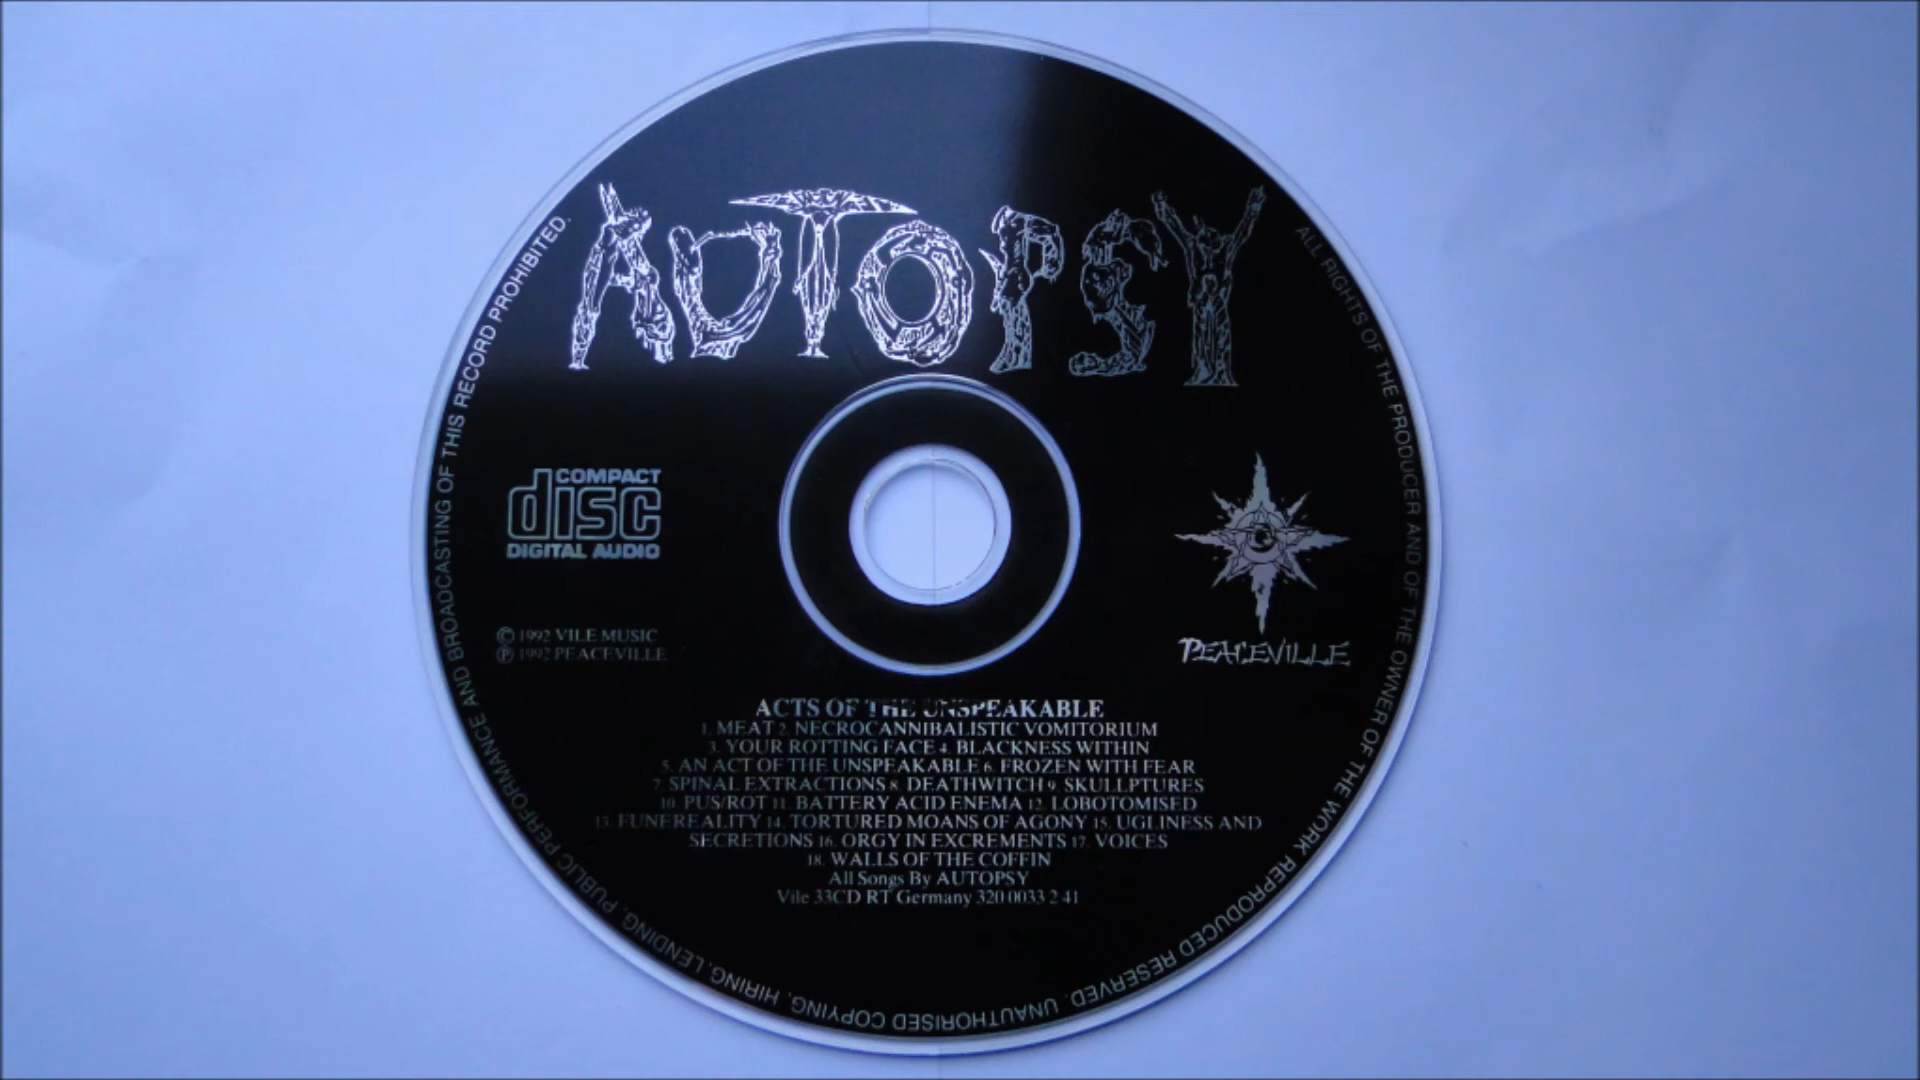 AUTOPSY
ALL RIGHTS OF THE PRODUCER AND OF THE OWNER OF THE WORK REPRODUCED RESERVED. UNAUTHORISED COPYING, HIRING, LENDING, PUBLIC PERFORMANCE AND BROADCASTING OF THIS RECORD PROHIBITED.
COMPACT
disc
DIGITAL AUDIO
© 1992 VILE MUSIC
℗ 1992 PEACEVILLE
PEACEVILLE
ACTS OF THE UNSPEAKABLE
1. MEAT 2. NECROCANNIBALISTIC VOMITORIUM
3. YOUR ROTTING FACE 4. BLACKNESS WITHIN
5. AN ACT OF THE UNSPEAKABLE 6. FROZEN WITH FEAR
7. SPINAL EXTRACTIONS 8. DEATHWITCH 9. SKULLPTURES
10. PUS/ROT 11. BATTERY ACID ENEMA 12. LOBOTOMISED
13. FUNEREALITY 14. TORTURED MOANS OF AGONY 15. UGLINESS AND
SECRETIONS 16. ORGY IN EXCREMENTS 17. VOICES
18. WALLS OF THE COFFIN
All Songs By AUTOPSY
Vile 33CD RT Germany 320 0033 2 41